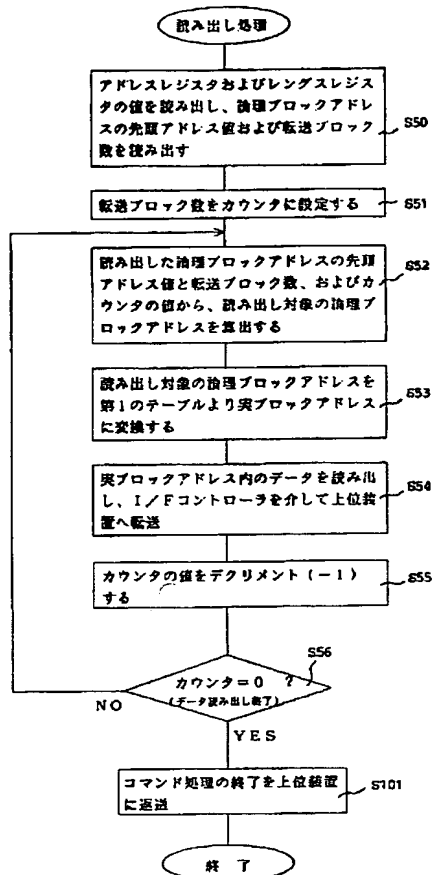 読み出し処理
アドレスレジスタおよびレングスレジス
タの値を読み出し、論理ブロックアドレ
スの先頭アドレス値および転送ブロック
数を読み出す
S50
転送ブロック数をカウンタに設定する
S51
読み出した論理ブロックアドレスの先頭
アドレス値と転送ブロック数、およびカウ
ンタの値から、読み出し対象の論理ブ
ロックアドレスを算出する
S52
読み出し対象の論理ブロックアドレスを
第1のテーブルより実ブロックアドレス
に変換する
S53
実ブロックアドレス内のデータを読み出
し、I/Fコントローラを介して上位装
置へ転送
S54
カウンタの値をデクリメント(-1)
する
S55
S56
カウンタ=0 ?
(データ読み出し終了)
NO
YES
コマンド処理の終了を上位装置
に返送
S101
終了